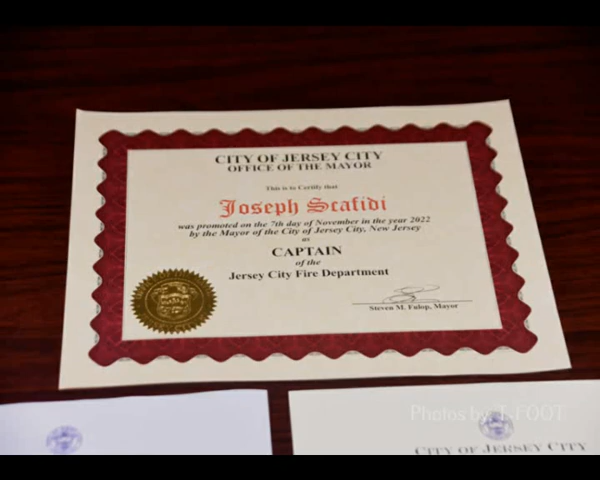 CITY OF JERSEY CITY
OFFICE OF THE MAYOR
This is to Certify that
Joseph Scafidi
was promoted on the 7th day of November in the year 2022
by the Mayor of the City of Jersey City, New Jersey
as
CAPTAIN
of the
Jersey City Fire Department
Steven M. Fulop, Mayor
Photos by T-FOOT
CITY OF JERSEY CITY